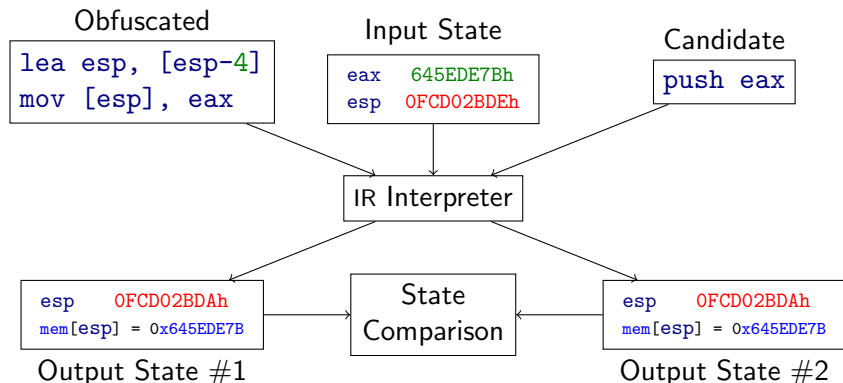 Obfuscated
lea esp, [esp-4]
mov [esp], eax
Input State
eax 645EDE7Bh
esp 0FCD02BDEh
Candidate
push eax
IR Interpreter
esp 0FCD02BDAh
mem[esp] = 0x645EDE7B
Output State #1
State
Comparison
esp 0FCD02BDAh
mem[esp] = 0x645EDE7B
Output State #2